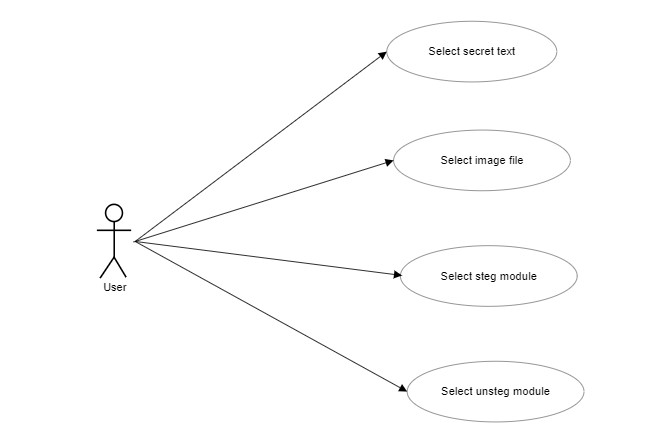 Select secret text
Select image file
Select steg module
User
Select unsteg module